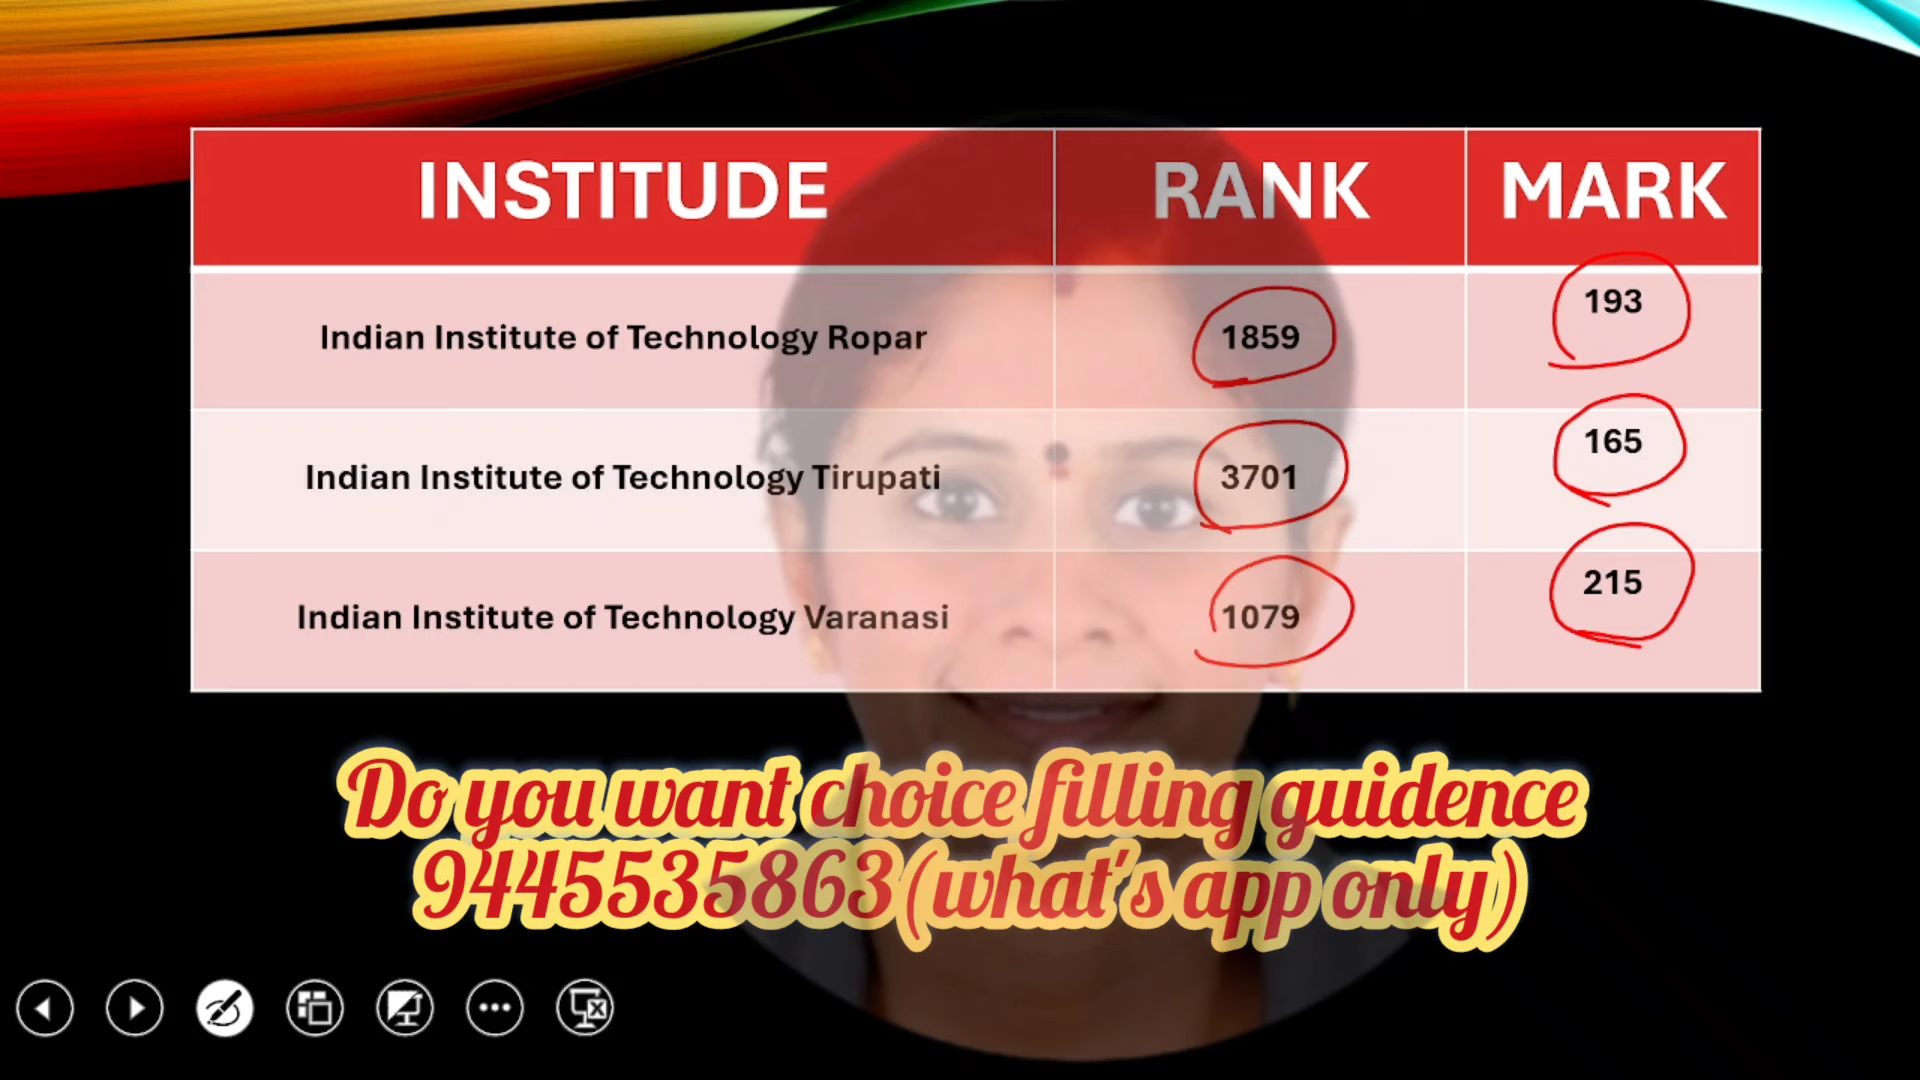 INSTITUDE RANK MARK
Indian Institute of Technology Ropar 1859 193
Indian Institute of Technology Tirupati 3701 165
Indian Institute of Technology Varanasi 1079 215
Do you want choice filling guidence
9445535863(what's app only)